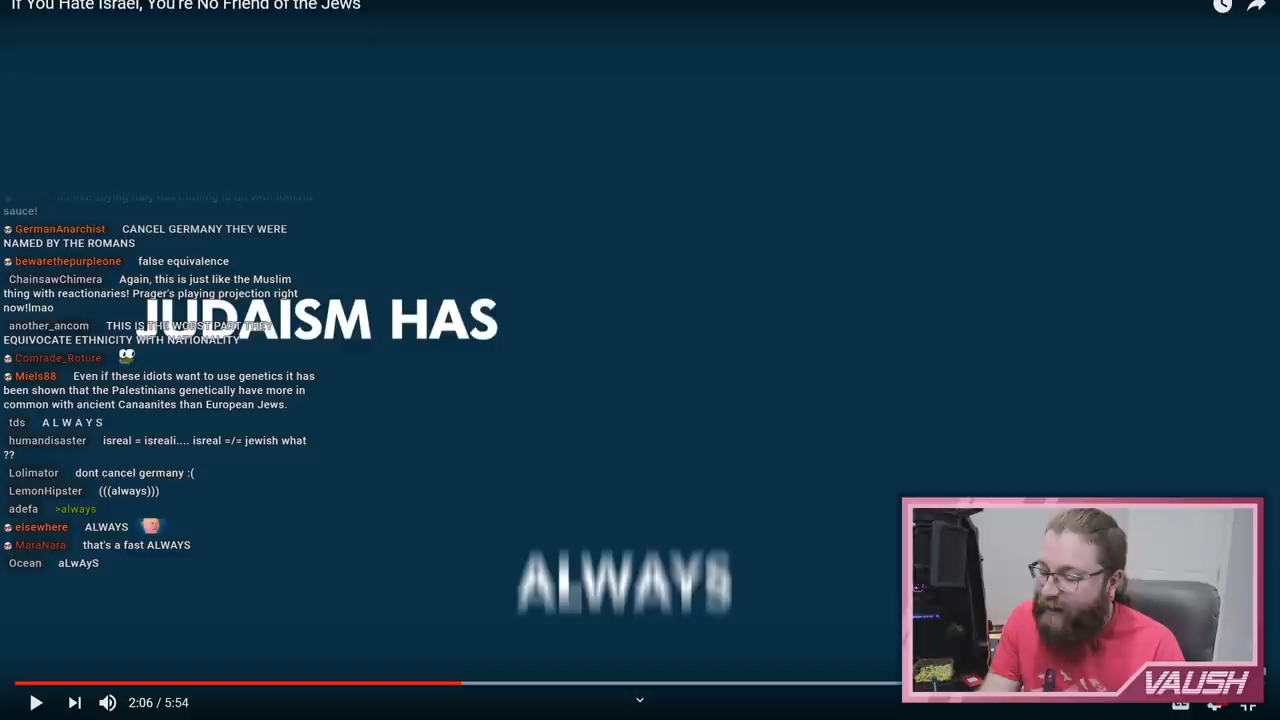 If You Hate Israel, You're No Friend of the Jews
sauce!
GermanAnarchist CANCEL GERMANY THEY WERE
NAMED BY THE ROMANS
bewarethepurpleone false equivalence
ChainsawChimera Again, this is just like the Muslim
thing with reactionaries! Prager's playing projection right
now!lmao
JUDAISM HAS
another_ancom THIS IS THE WORST PART THEY
EQUIVOCATE ETHNICITY WITH NATIONALITY
Comrade_Roture
Miels88 Even if these idiots want to use genetics it has
been shown that the Palestinians genetically have more in
common with ancient Canaanites than European Jews.
tds A L W A Y S
humandisaster isreal = isreali.... isreal =/= jewish what
??
Lolimator dont cancel germany :(
LemonHipster (((always)))
adefa >always
elsewhere ALWAYS
MaraNara that's a fast ALWAYS
Ocean aLwAyS
ALWAYS
VAUSH
2:06 / 5:54